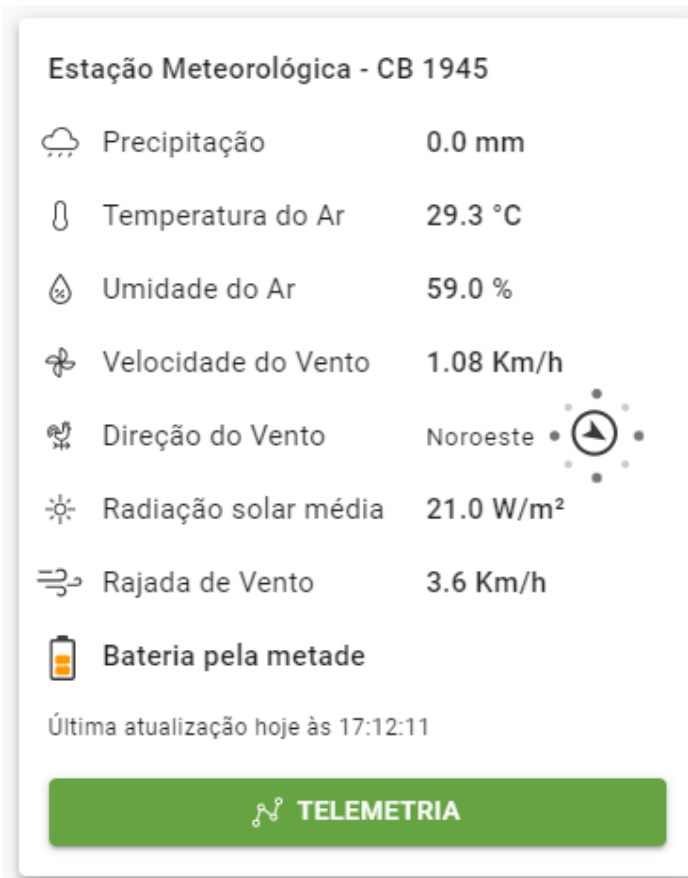 Estação Meteorológica - CB 1945
Precipitação 0.0 mm
Temperatura do Ar 29.3 °C
Umidade do Ar 59.0 %
Velocidade do Vento 1.08 Km/h
Direção do Vento Noroeste
Radiação solar média 21.0 W/m²
Rajada de Vento 3.6 Km/h
Bateria pela metade
Última atualização hoje às 17:12:11
TELEMETRIA